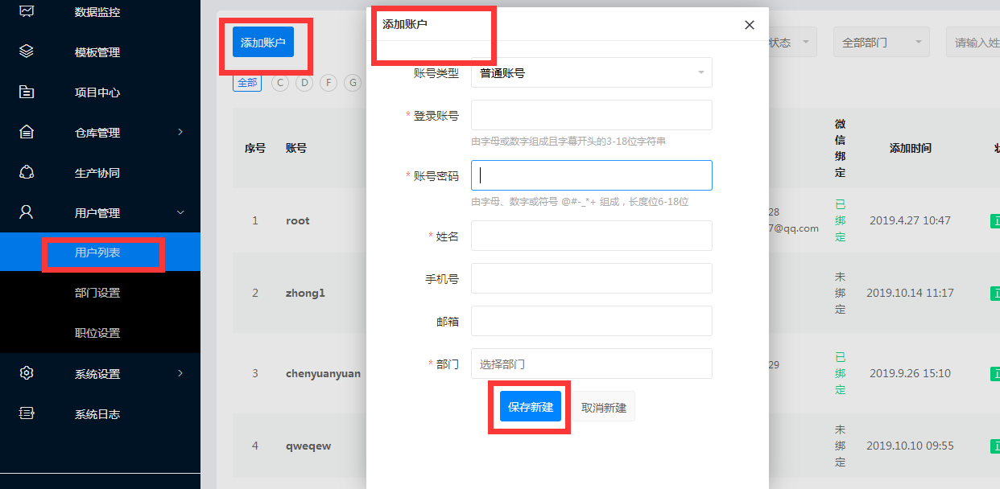 数据监控
模板管理
项目中心
仓库管理
生产协同
用户管理
用户列表
部门设置
职位设置
系统设置
系统日志
添加账户
全部 C D F G
状态 全部部门 请输入姓
序号 账号 微信绑定 添加时间
1 root 28 7@qq.com 已绑定 2019.4.27 10:47
2 zhong1 未绑定 2019.10.14 11:17
3 chenyuanyuan 29 已绑定 2019.9.26 15:10
4 qweqew 未绑定 2019.10.10 09:55
添加账户
账号类型 普通账号
* 登录账号
由字母或数字组成且字幕开头的3-18位字符串
* 账号密码
由字母、数字或符号 @#-_*+ 组成，长度位6-18位
* 姓名
手机号
邮箱
* 部门 选择部门
保存新建 取消新建